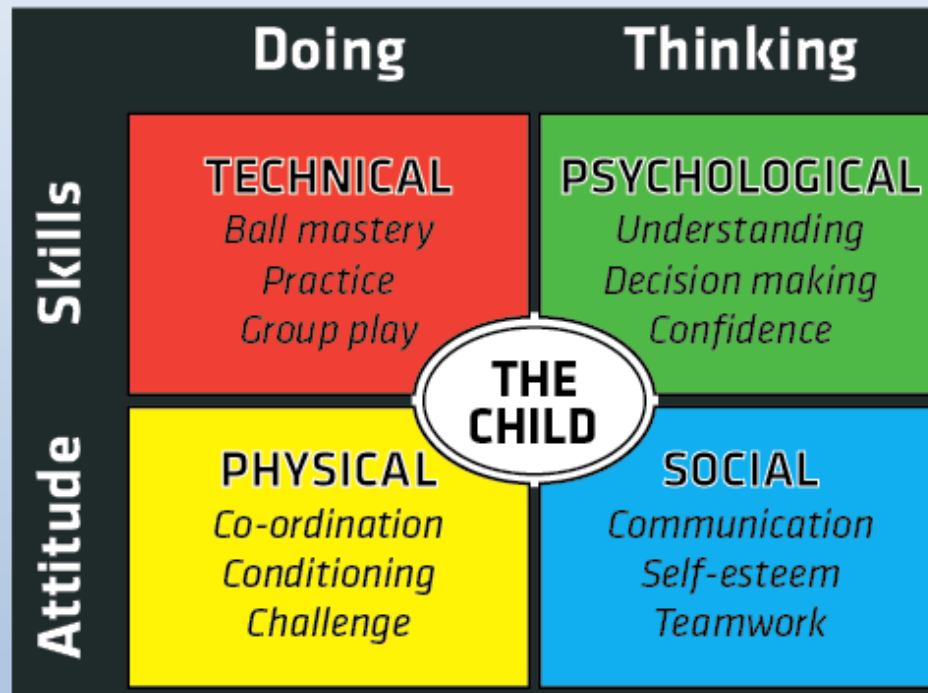 Doing
Thinking
Skills
TECHNICAL
Ball mastery
Practice
Group play
PSYCHOLOGICAL
Understanding
Decision making
Confidence
THE
CHILD
Attitude
PHYSICAL
Co-ordination
Conditioning
Challenge
SOCIAL
Communication
Self-esteem
Teamwork